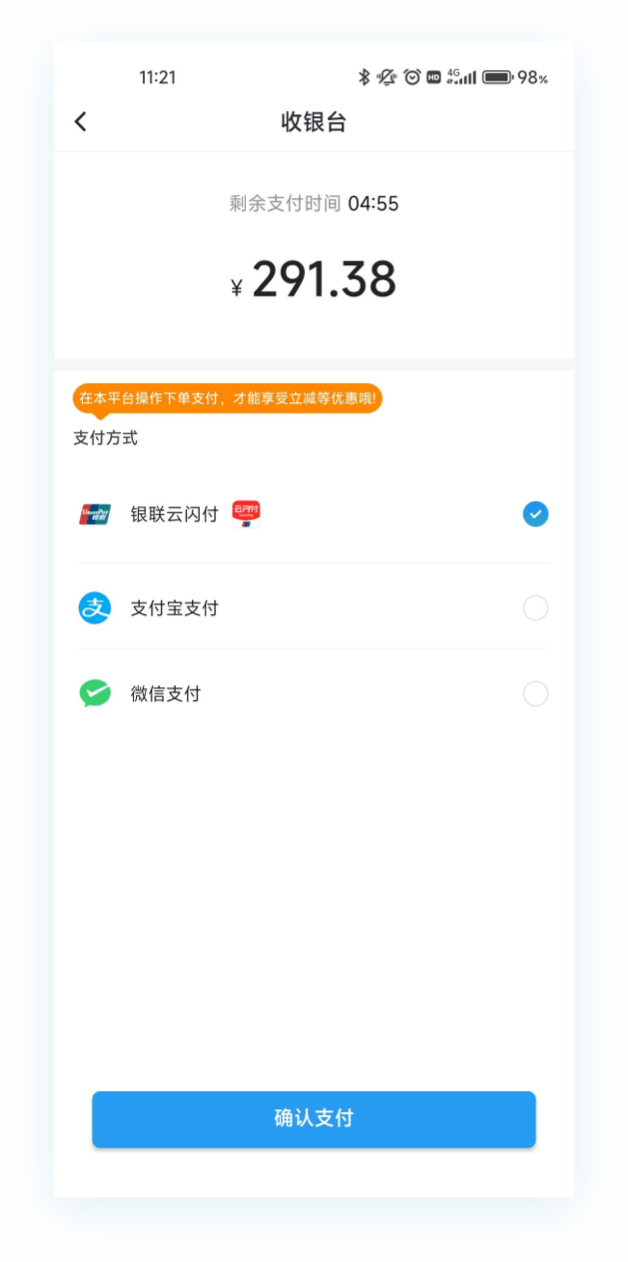 11:21 HD 4G 98%
收银台
剩余支付时间 04:55
¥ 291.38
在本平台操作下单支付，才能享受立减等优惠哦!
支付方式
UnionPay 银联 银联云闪付 云闪付
支付宝支付
微信支付
确认支付